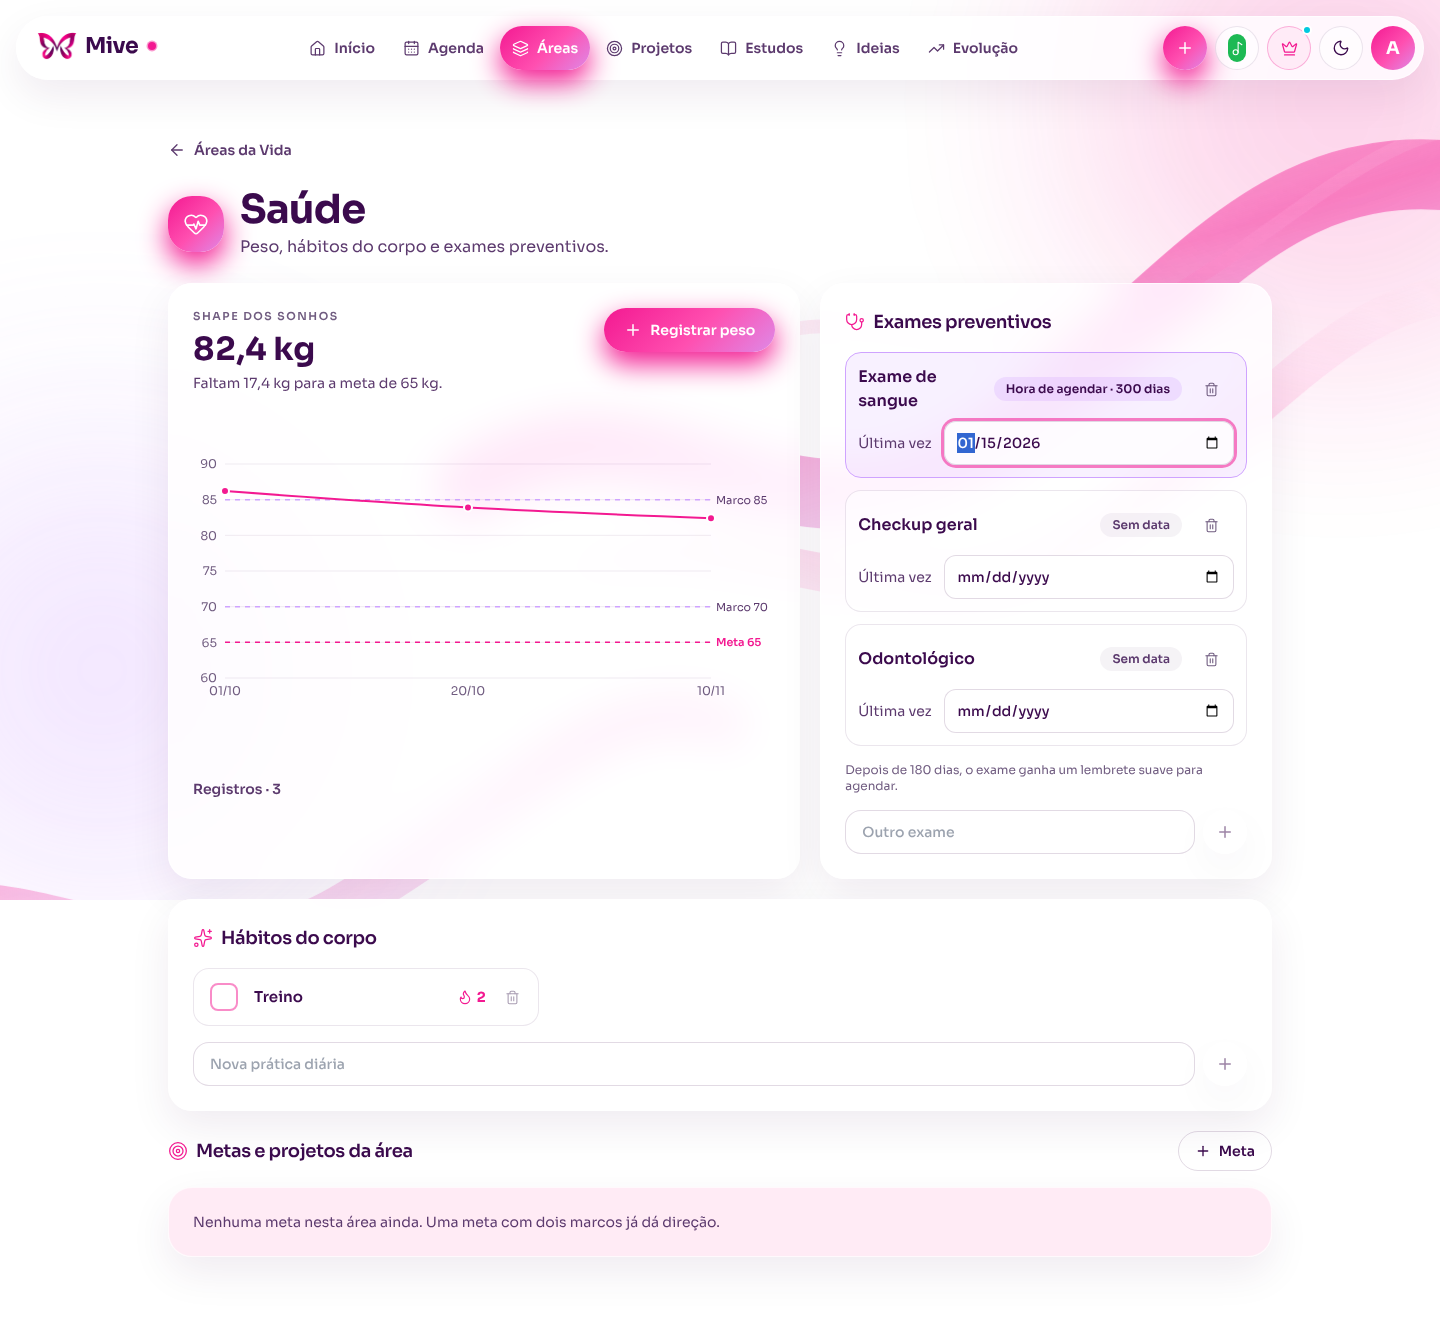 Mive
Início
Agenda
Áreas
Projetos
Estudos
Ideias
Evolução
A
Áreas da Vida
Saúde
Peso, hábitos do corpo e exames preventivos.
SHAPE DOS SONHOS
82,4 kg
Faltam 17,4 kg para a meta de 65 kg.
Registrar peso
90
85
80
75
70
65
60
Marco 85
Marco 70
Meta 65
01/10
20/10
10/11
Registros · 3
Exames preventivos
Exame de
sangue
Hora de agendar · 300 dias
Última vez
01/15/2026
Checkup geral
Sem data
Última vez
mm/dd/yyyy
Odontológico
Sem data
Última vez
mm/dd/yyyy
Depois de 180 dias, o exame ganha um lembrete suave para
agendar.
Outro exame
Hábitos do corpo
Treino
2
Nova prática diária
Metas e projetos da área
Meta
Nenhuma meta nesta área ainda. Uma meta com dois marcos já dá direção.